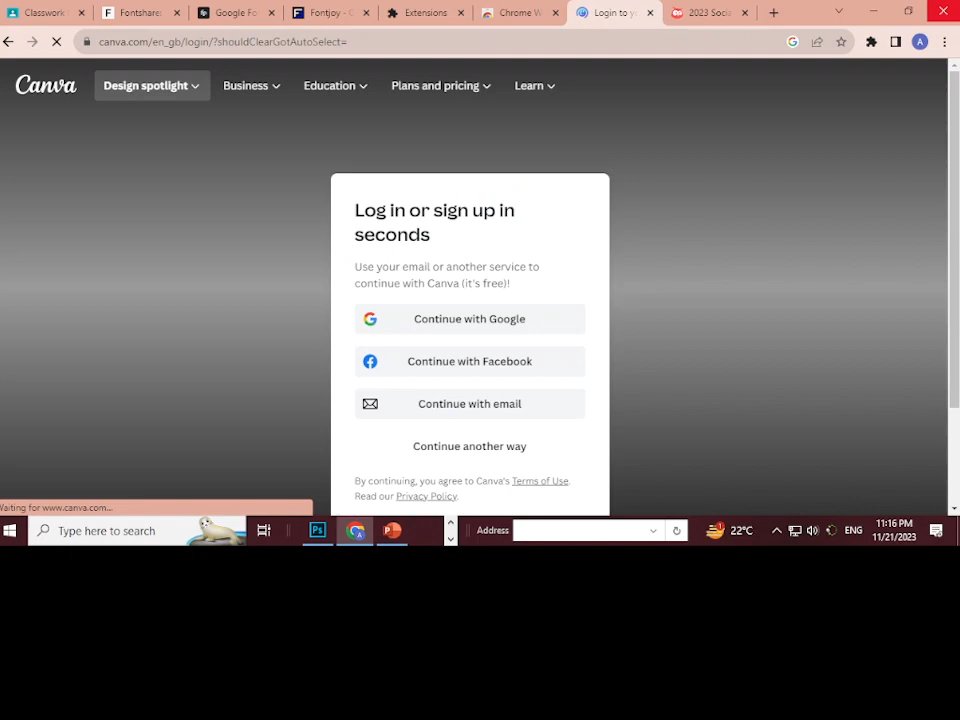 Classwork
Fontshare:
Google Fo
Fontjoy - G
Extensions
Chrome W
Login to y
2023 Socia
canva.com/en_gb/login/?shouldClearGotAutoSelect=
A
Canva
Design spotlight
Business
Education
Plans and pricing
Learn
Log in or sign up in
seconds
Use your email or another service to
continue with Canva (it's free)!
Continue with Google
Continue with Facebook
Continue with email
Continue another way
By continuing, you agree to Canva's Terms of Use.
Read our Privacy Policy.
Waiting for www.canva.com...
Type here to search
Ps
Address
22°C
ENG
11:16 PM
11/21/2023